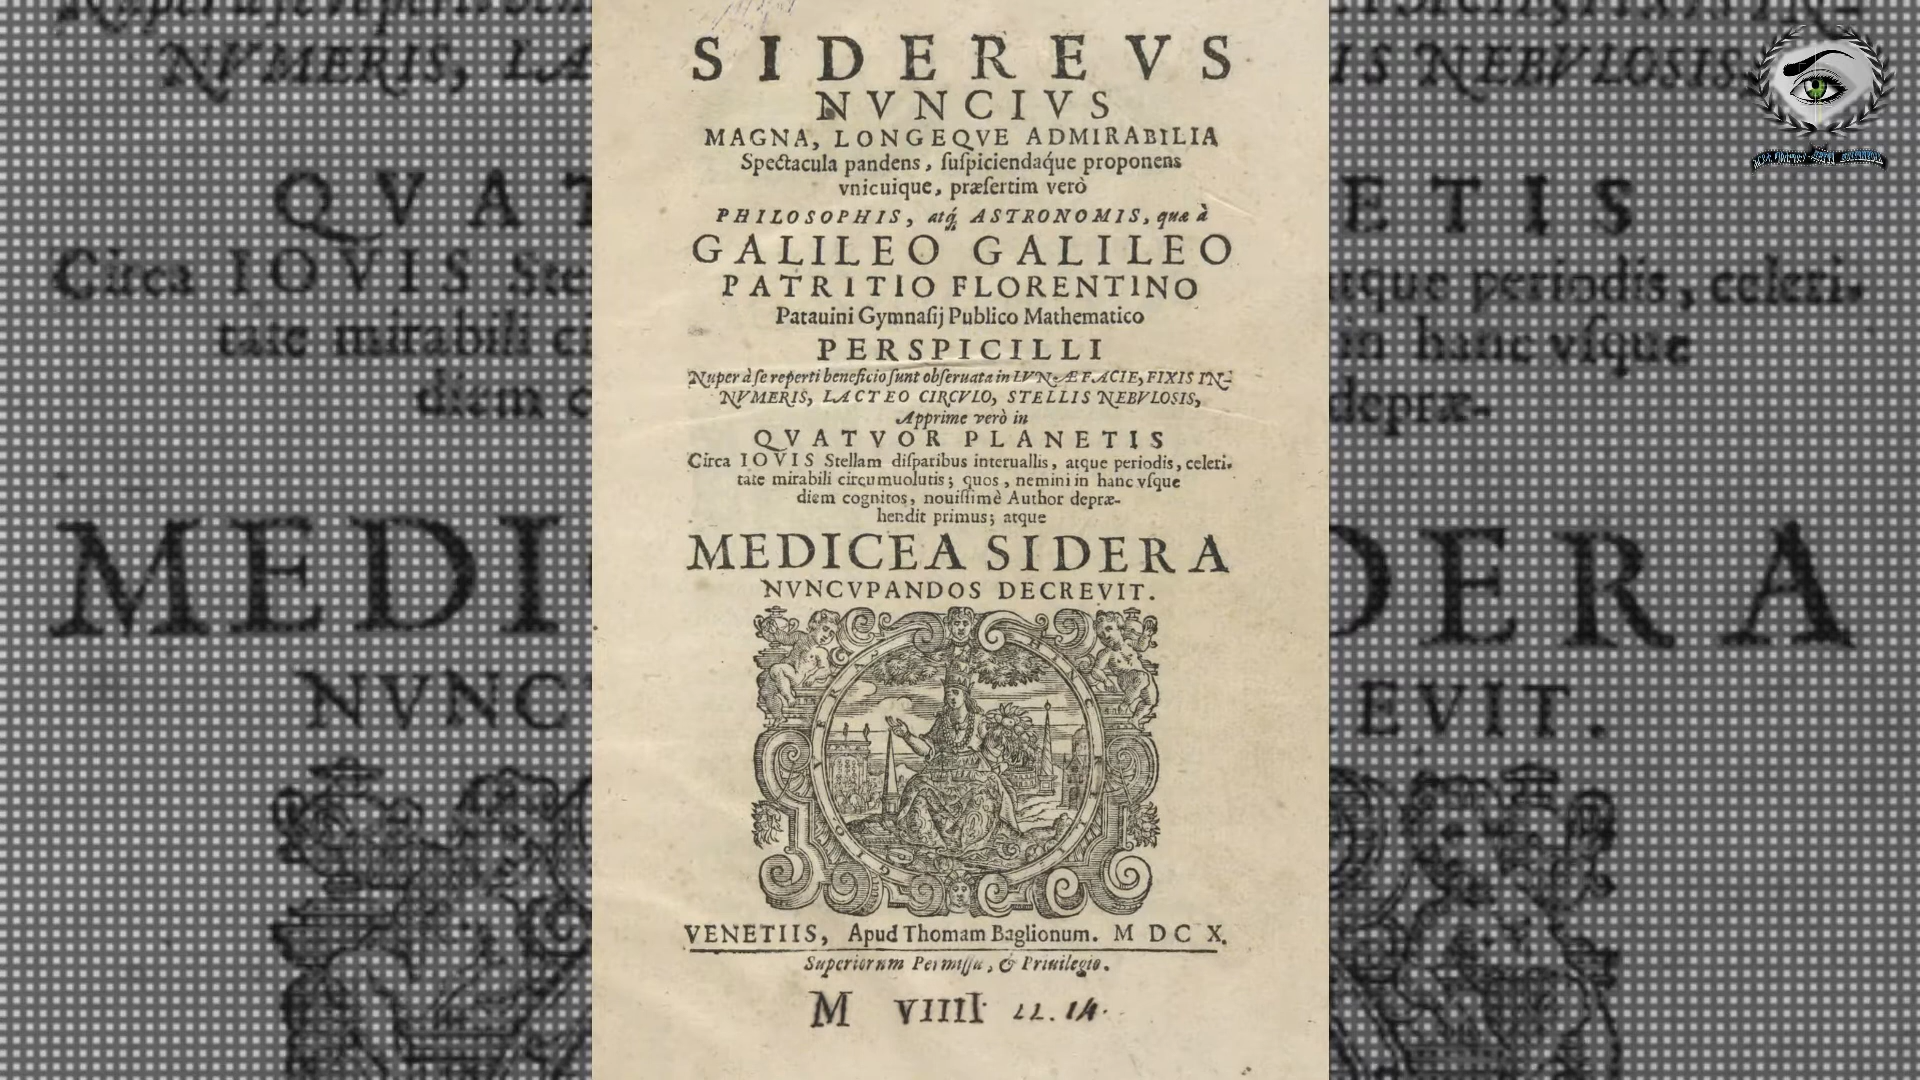 SIDEREVS
NVNCIVS
MAGNA, LONGEQVE ADMIRABILIA
Spectacula pandens, ſuſpiciendaq́ue proponens
vnicuique, præſertim verò
PHILOSOPHIS, atq́; ASTRONOMIS, quæ à
GALILEO GALILEO
PATRITIO FLORENTINO
Patauini Gymnaſij Publico Mathematico
PERSPICILLI
Nuper à ſe reperti beneficio ſunt obſeruata in LVNÆ FACIE, FIXIS IN-
NVMERIS, LACTEO CIRCVLO, STELLIS NEBVLOSIS,
Apprime verò in
QVATVOR PLANETIS
Circa IOVIS Stellam diſparibus interuallis, atque periodis, celeri-
tate mirabili circumuolutis; quos, nemini in hanc vſque
diem cognitos, nouiſſimè Author depræ-
hendit primus; atque
MEDICEA SIDERA
NVNCVPANDOS DECREVIT.
VENETIIS, Apud Thomam Baglionum. M DC X.
Superiorum Permiſſu, & Priuilegio.
M VIIII 22.14.